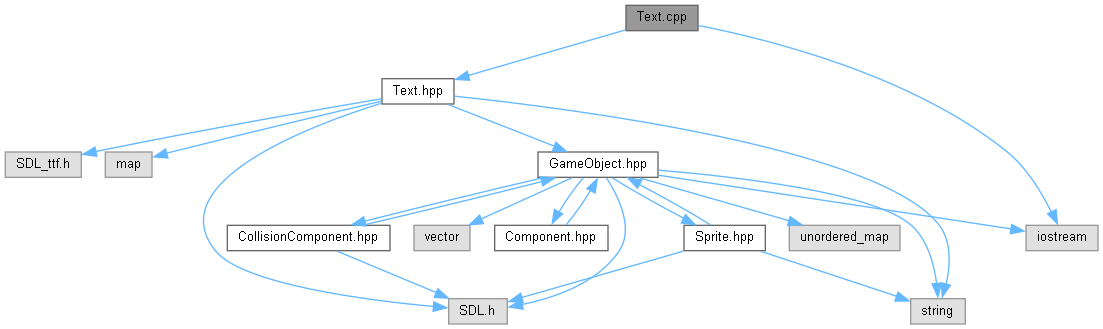 Text.cpp
Text.hpp
SDL_ttf.h
map
GameObject.hpp
CollisionComponent.hpp
vector
Component.hpp
Sprite.hpp
unordered_map
iostream
SDL.h
string